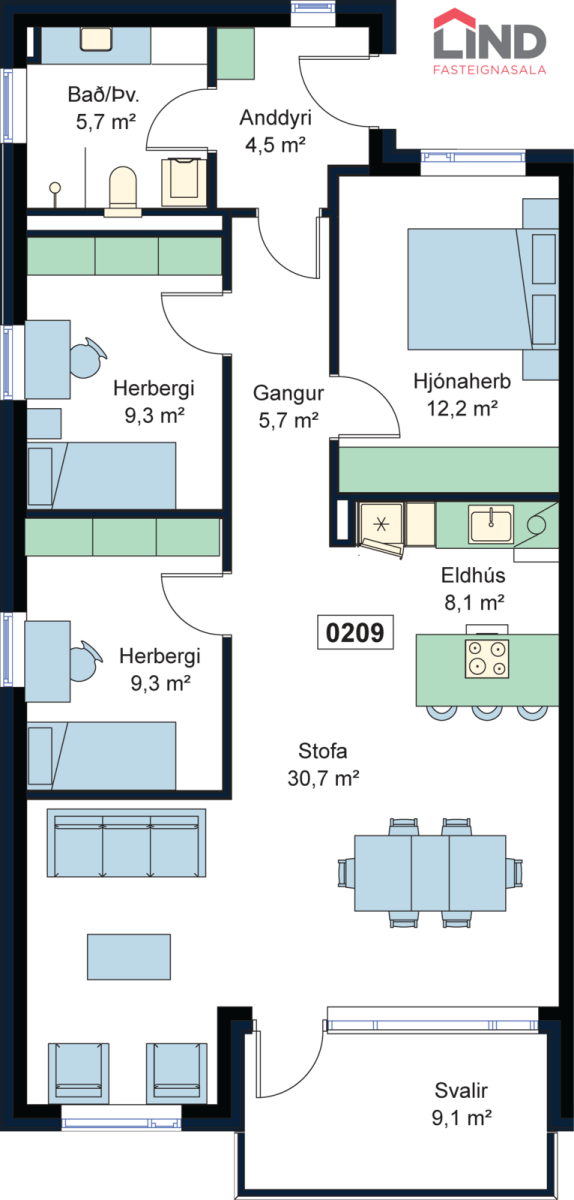 LIND
FASTEIGNASALA
Bað/Þv.
5,7 m²
Anddyri
4,5 m²
Herbergi
9,3 m²
Gangur
5,7 m²
Hjónaherb
12,2 m²
Eldhús
8,1 m²
0209
Herbergi
9,3 m²
Stofa
30,7 m²
Svalir
9,1 m²